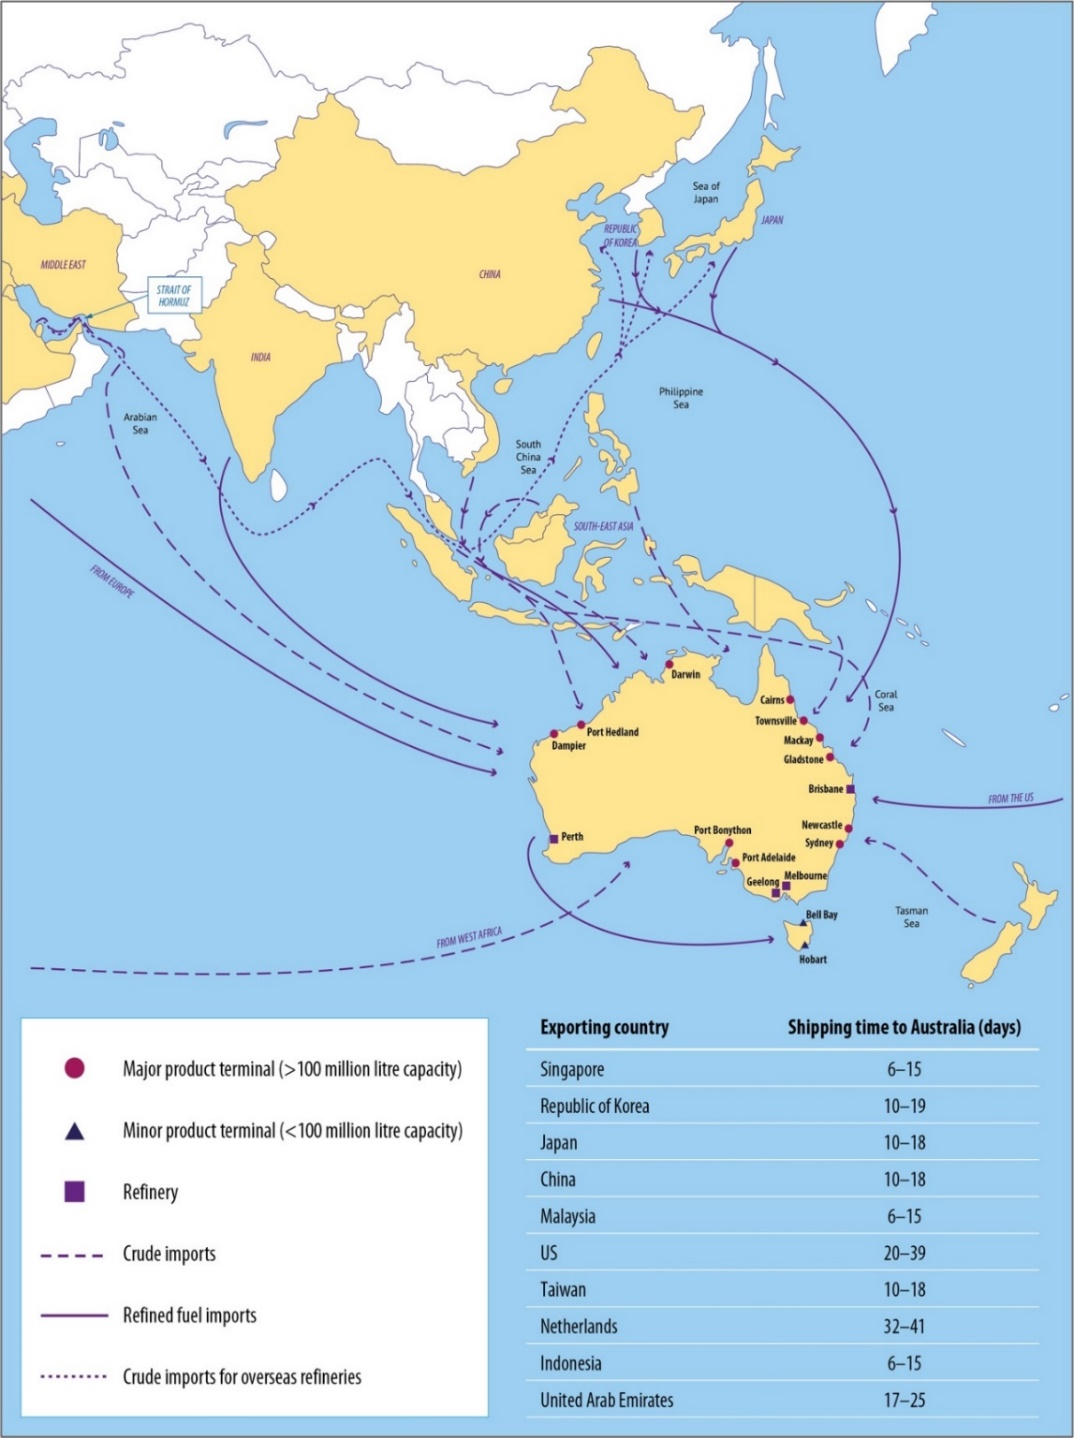 Sea of
Japan
JAPAN
REPUBLIC
OF KOREA
MIDDLE EAST
CHINA
STRAIT OF
HORMUZ
INDIA
Arabian
Sea
Philippine
Sea
South
China
Sea
SOUTH-EAST ASIA
FROM EUROPE
Darwin
Cairns
Coral
Sea
Townsville
Port Hedland
Mackay
Dampier
Gladstone
Brisbane
FROM THE US
Newcastle
Port Bonython
Perth
Sydney
Port Adelaide
Melbourne
Geelong
Tasman
Sea
Bell Bay
FROM WEST AFRICA
Hobart
Major product terminal (>100 million litre capacity)
Minor product terminal (<100 million litre capacity)
Refinery
Crude imports
Refined fuel imports
Crude imports for overseas refineries
Exporting country Shipping time to Australia (days)
Singapore 6–15
Republic of Korea 10–19
Japan 10–18
China 10–18
Malaysia 6–15
US 20–39
Taiwan 10–18
Netherlands 32–41
Indonesia 6–15
United Arab Emirates 17–25